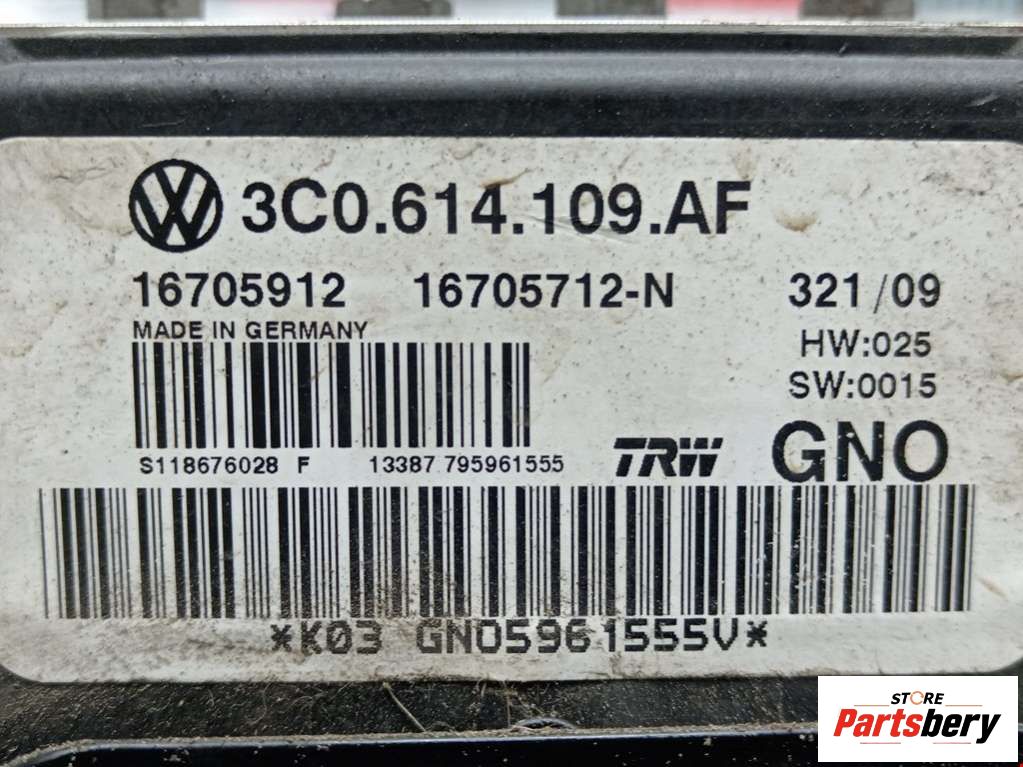 3C0.614.109.AF
16705912 16705712-N 321/09
MADE IN GERMANY
HW:025
SW:0015
S118676028 F 13387 795961555
TRW GNO
*K03 GNO5961555V*
STORE
Partsbery